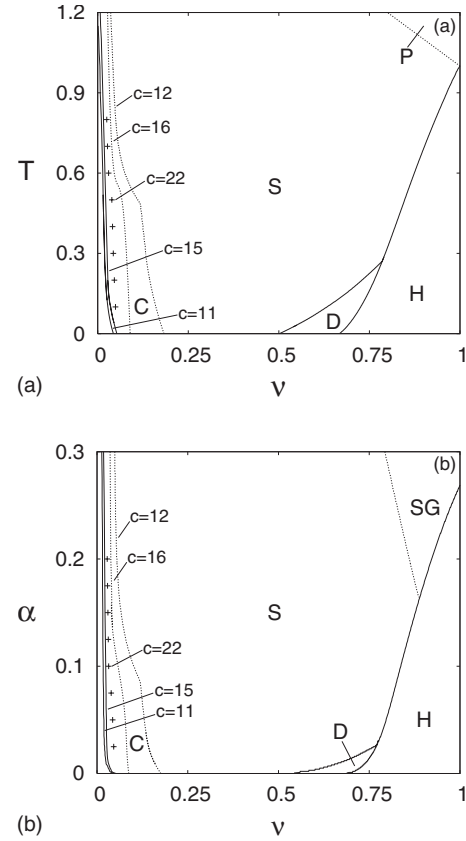 1.2
(a)
P
c=12
0.9
c=16
T
0.6
c=22
S
c=15
0.3
H
C
c=11
D
0
0
0.25
0.5
0.75
1
(a)
ν
0.3
(b)
SG
c=12
c=16
0.2
α
S
c=22
0.1
c=15
H
c=11
D
C
0
0
0.25
0.5
0.75
1
(b)
ν